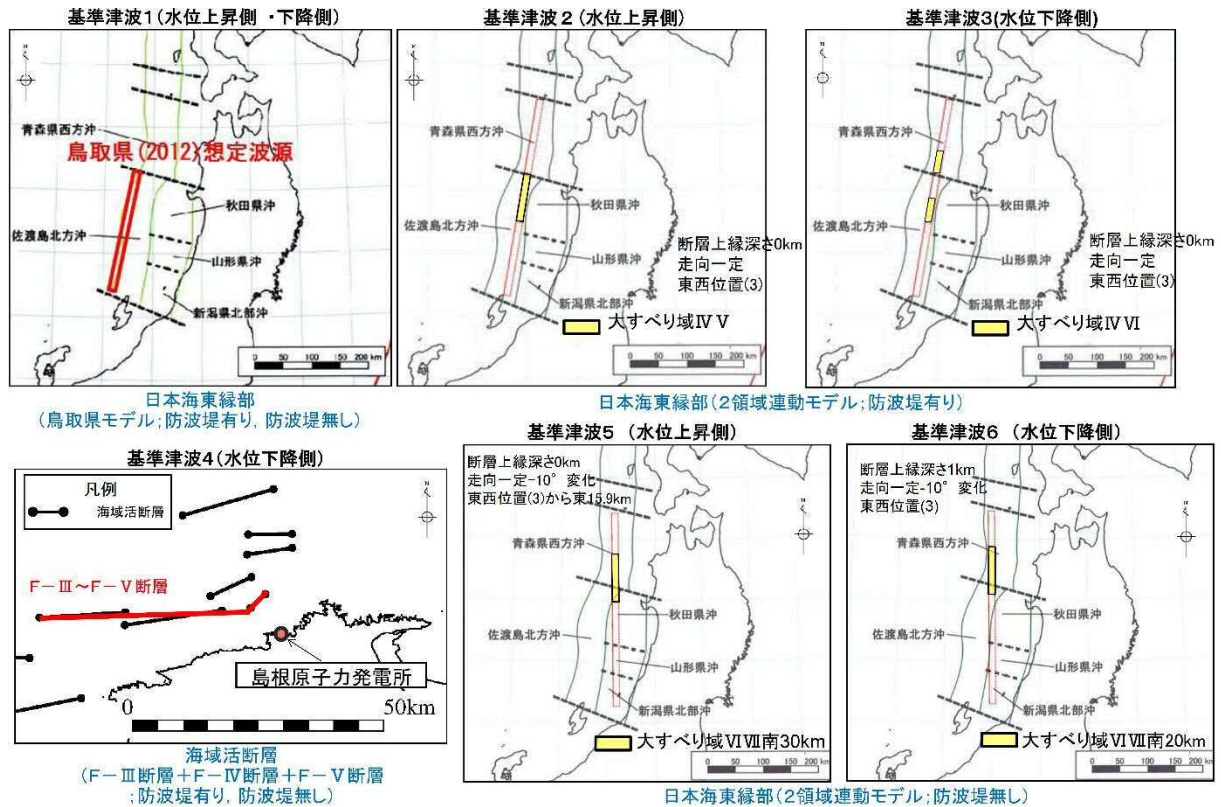 基準津波1(水位上昇側・下降側)
青森県西方沖
鳥取県(2012)想定波源
秋田県沖
佐渡島北方沖
山形県沖
新潟県北部沖
0 50 100 150 200 km
日本海東縁部
(鳥取県モデル;防波堤有り, 防波堤無し)
基準津波2(水位上昇側)
青森県西方沖
秋田県沖
佐渡島北方沖
断層上縁深さ0km
走向一定
東西位置(3)
山形県沖
新潟県北部沖
大すべり域ⅣⅤ
0 50 100 150 200 km
基準津波3(水位下降側)
青森県西方沖
秋田県沖
佐渡島北方沖
断層上縁深さ0km
走向一定
東西位置(3)
山形県沖
新潟県北部沖
大すべり域ⅣⅥ
0 50 100 150 200 km
日本海東縁部(2領域連動モデル;防波堤有り)
基準津波4(水位下降側)
凡例
海域活断層
F-Ⅲ~F-Ⅴ断層
島根原子力発電所
0 50km
海域活断層
(F-Ⅲ断層+F-Ⅳ断層+F-Ⅴ断層
;防波堤有り, 防波堤無し)
基準津波5 (水位上昇側)
断層上縁深さ0km
走向一定-10°変化
東西位置(3)から東15.9km
青森県西方沖
秋田県沖
佐渡島北方沖
山形県沖
新潟県北部沖
大すべり域ⅥⅦ南30km
0 50 100 150 200 km
基準津波6 (水位下降側)
断層上縁深さ1km
走向一定-10°変化
東西位置(3)
青森県西方沖
秋田県沖
佐渡島北方沖
山形県沖
新潟県北部沖
大すべり域ⅥⅦ南20km
0 50 100 150 200 km
日本海東縁部(2領域連動モデル;防波堤無し)